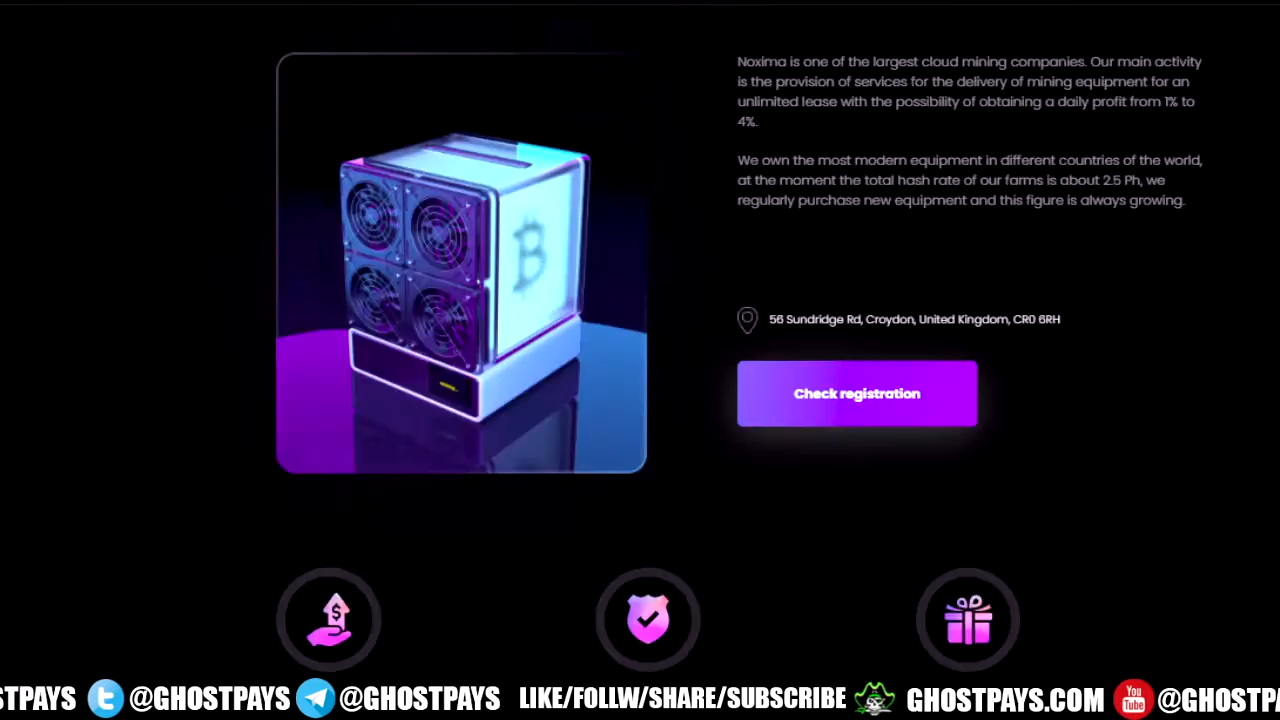 Noxima is one of the largest cloud mining companies. Our main activity
is the provision of services for the delivery of mining equipment for an
unlimited lease with the possibility of obtaining a daily profit from 1% to
4%.
We own the most modern equipment in different countries of the world,
at the moment the total hash rate of our farms is about 2.5 Ph, we
regularly purchase new equipment and this figure is always growing.
56 Sundridge Rd, Croydon, United Kingdom, CR0 6RH
Check registration
STPAYS @GHOSTPAYS @GHOSTPAYS LIKE/FOLLW/SHARE/SUBSCRIBE GHOSTPAYS.COM You Tube @GHOSTPA